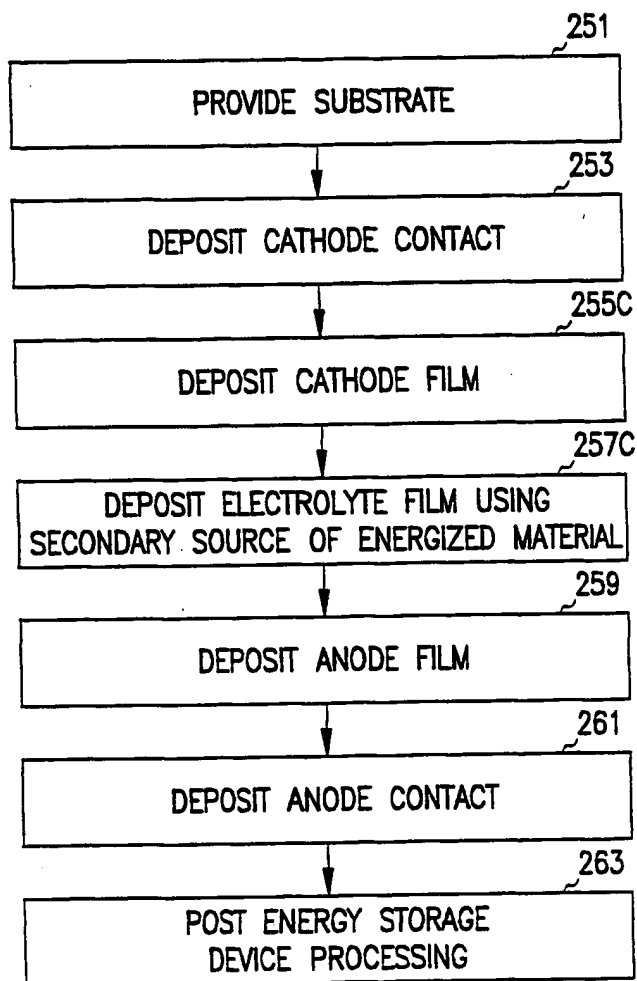 251
PROVIDE SUBSTRATE
253
DEPOSIT CATHODE CONTACT
255C
DEPOSIT CATHODE FILM
257C
DEPOSIT ELECTROLYTE FILM USING
SECONDARY SOURCE OF ENERGIZED MATERIAL
259
DEPOSIT ANODE FILM
261
DEPOSIT ANODE CONTACT
263
POST ENERGY STORAGE
DEVICE PROCESSING